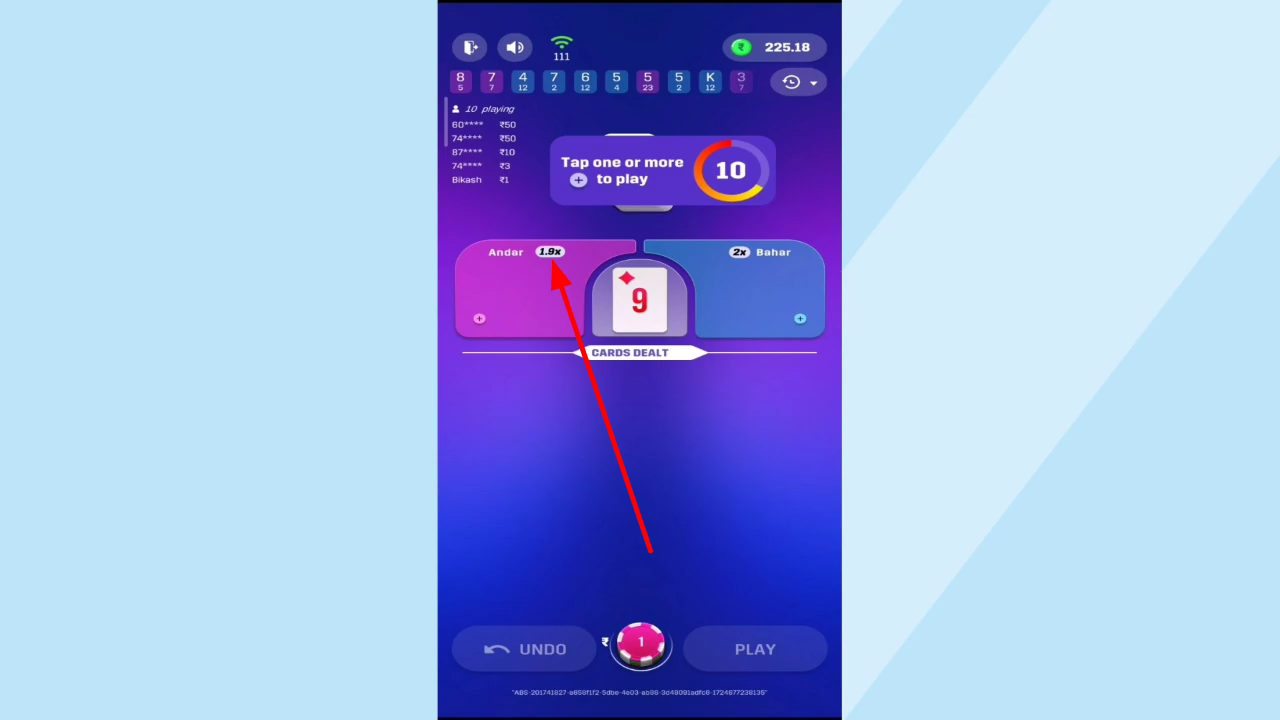 111
₹ 225.18
8 7 4 7 6 5 5 5 K 3
5 7 12 2 12 4 23 2 12 7
10 playing
60**** ₹50
74**** ₹50
87**** ₹10
74**** ₹3
Bikash ₹1
Tap one or more
+ to play
10
Andar 1.9x
2x Bahar
9
+ +
CARDS DEALT
UNDO
₹ 1
PLAY